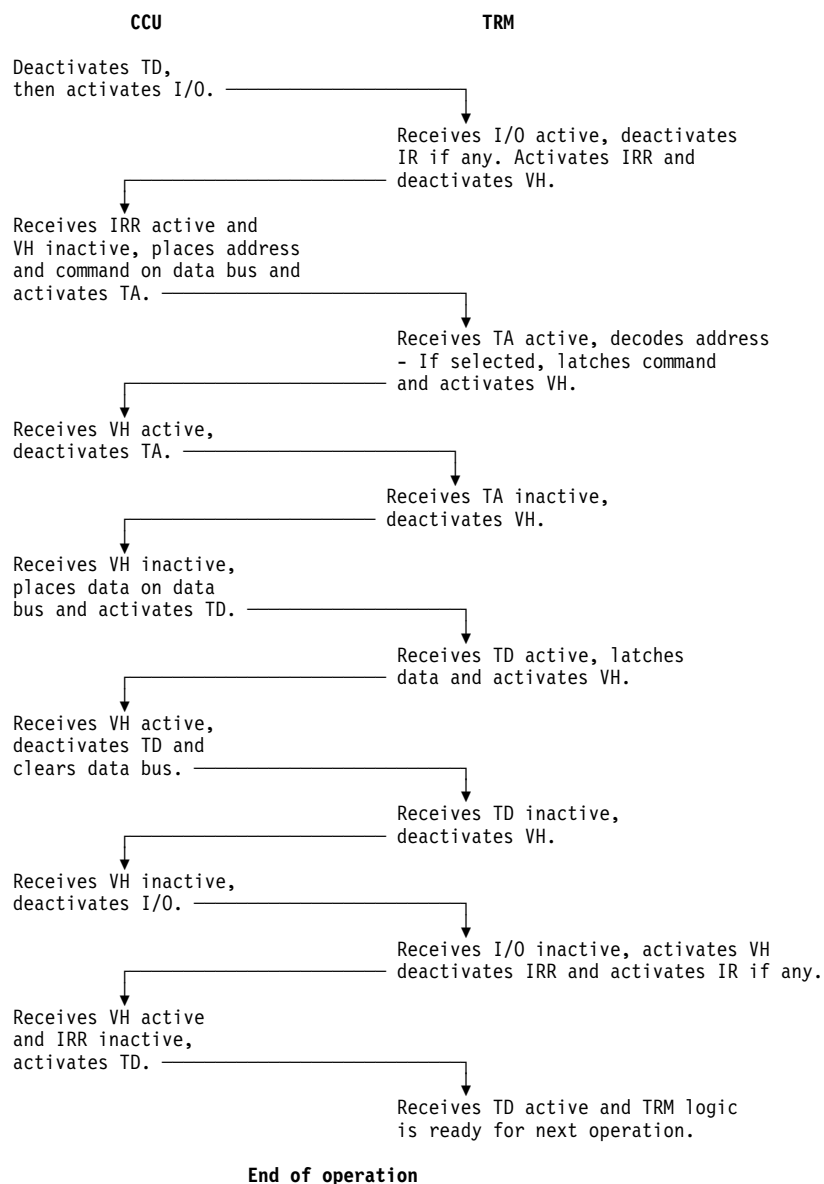 CCU TRM
Deactivates TD,
then activates I/O.
Receives I/O active, deactivates
IR if any. Activates IRR and
deactivates VH.
Receives IRR active and
VH inactive, places address
and command on data bus and
activates TA.
Receives TA active, decodes address
- If selected, latches command
and activates VH.
Receives VH active,
deactivates TA.
Receives TA inactive,
deactivates VH.
Receives VH inactive,
places data on data
bus and activates TD.
Receives TD active, latches
data and activates VH.
Receives VH active,
deactivates TD and
clears data bus.
Receives TD inactive,
deactivates VH.
Receives VH inactive,
deactivates I/O.
Receives I/O inactive, activates VH
deactivates IRR and activates IR if any.
Receives VH active
and IRR inactive,
activates TD.
Receives TD active and TRM logic
is ready for next operation.
End of operation